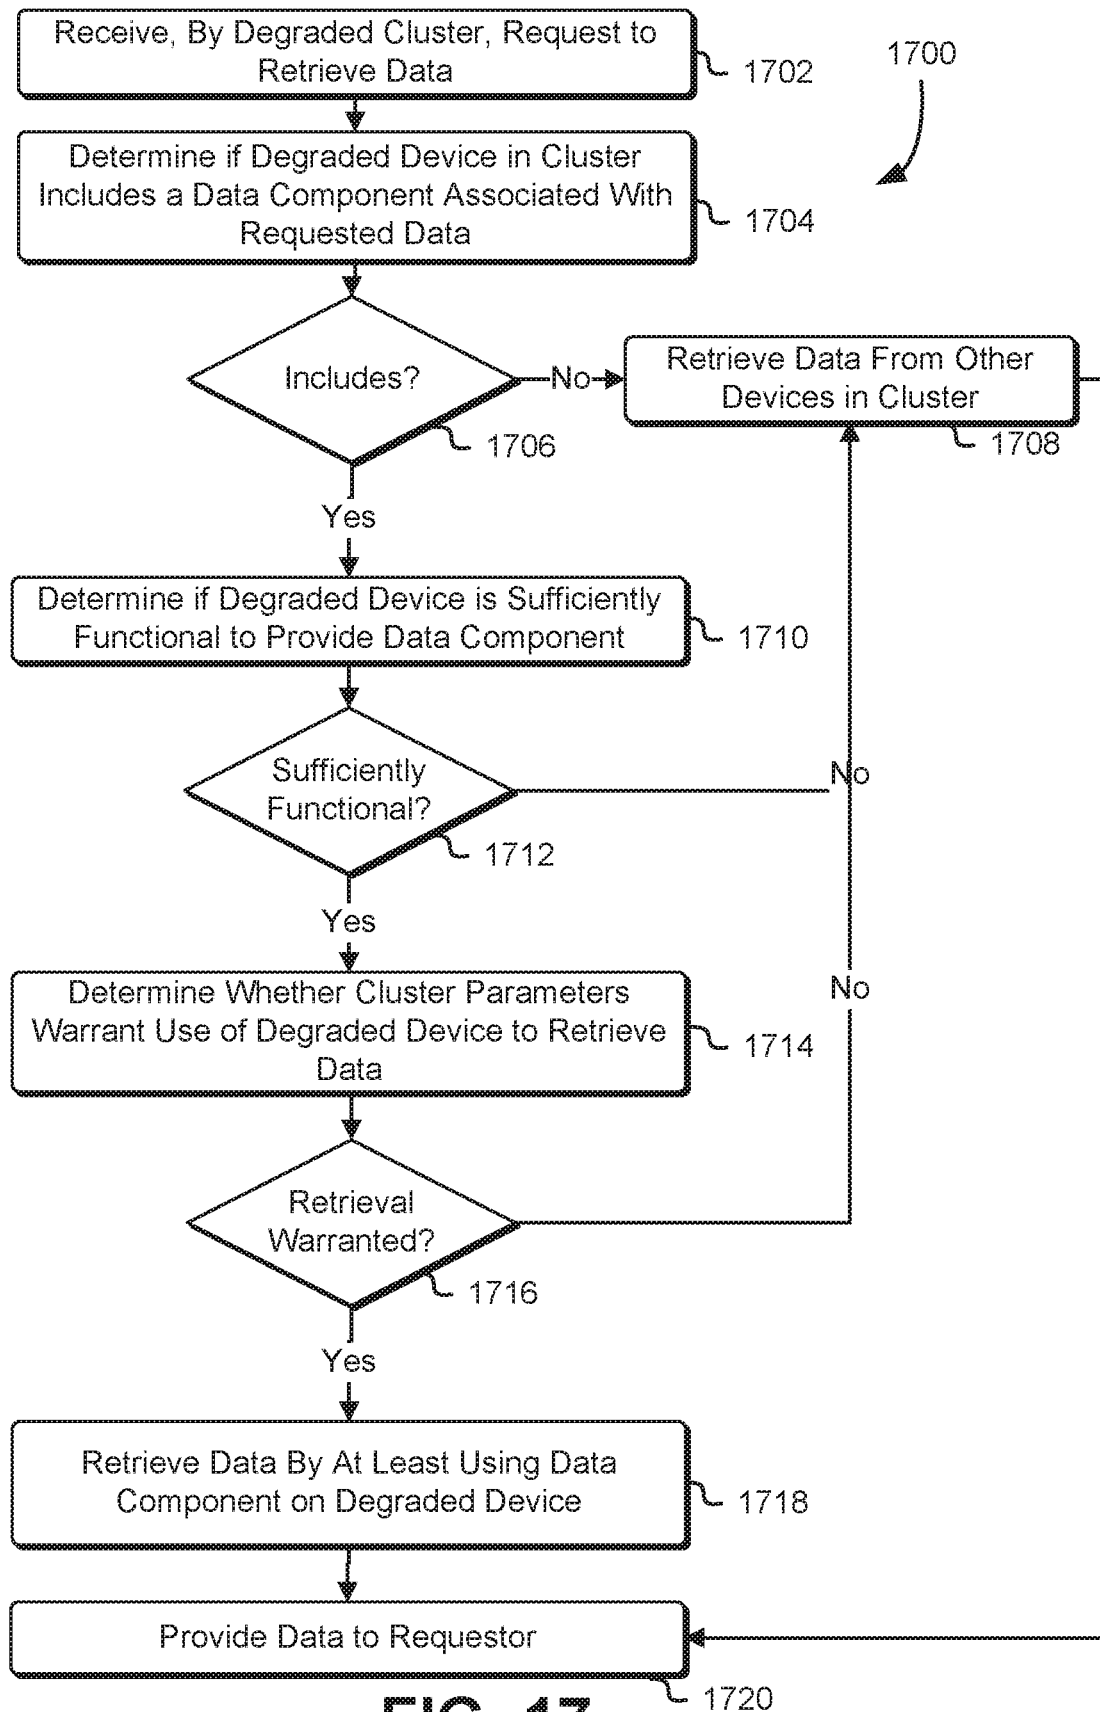 Receive, By Degraded Cluster, Request to
Retrieve Data
1702
1700
Determine if Degraded Device in Cluster
Includes a Data Component Associated With
Requested Data
1704
Includes?
No
1706
Retrieve Data From Other
Devices in Cluster
1708
Yes
Determine if Degraded Device is Sufficiently
Functional to Provide Data Component
1710
Sufficiently
Functional?
No
1712
Yes
Determine Whether Cluster Parameters
Warrant Use of Degraded Device to Retrieve
Data
1714
No
Retrieval
Warranted?
1716
Yes
Retrieve Data By At Least Using Data
Component on Degraded Device
1718
Provide Data to Requestor
1720
FIG. 17